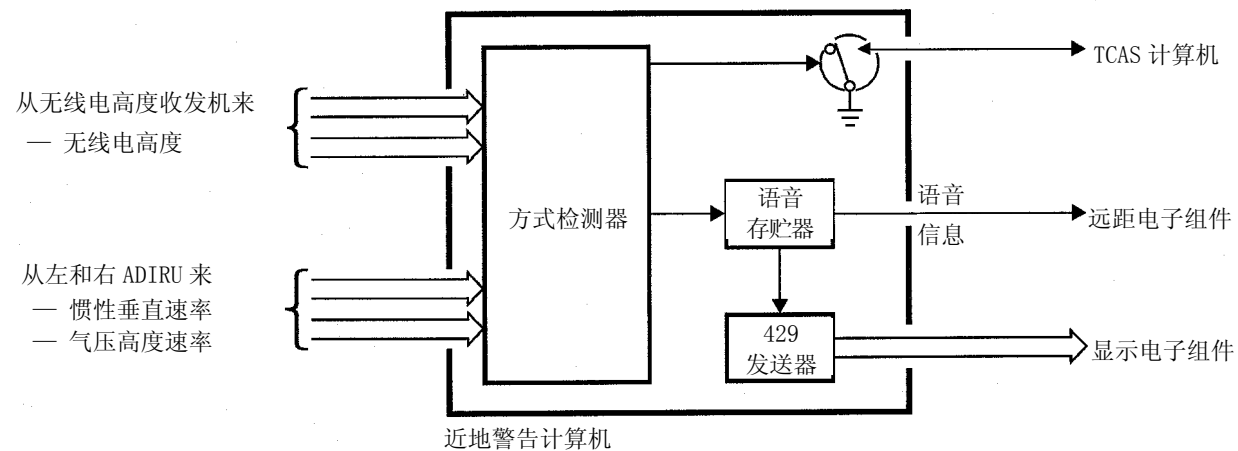 TCAS 计算机
从无线电高度收发机来
— 无线电高度
方式检测器
语音
存贮器
语音
信息
远距电子组件
从左和右 ADIRU 来
— 惯性垂直速率
— 气压高度速率
429
发送器
显示电子组件
近地警告计算机